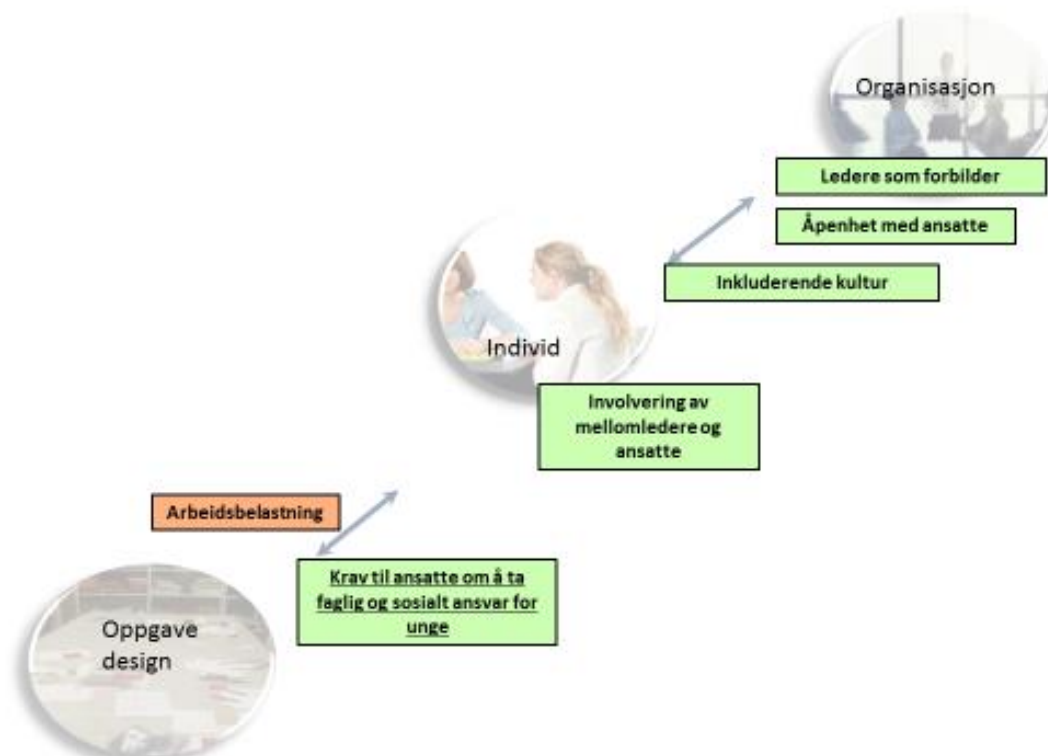 Organisasjon
Ledere som forbilder
Åpenhet med ansatte
Inkluderende kultur
Individ
Involvering av
mellomledere og
ansatte
Arbeidsbelastning
Krav til ansatte om å ta
faglig og sosialt ansvar for
unge
Oppgave
design